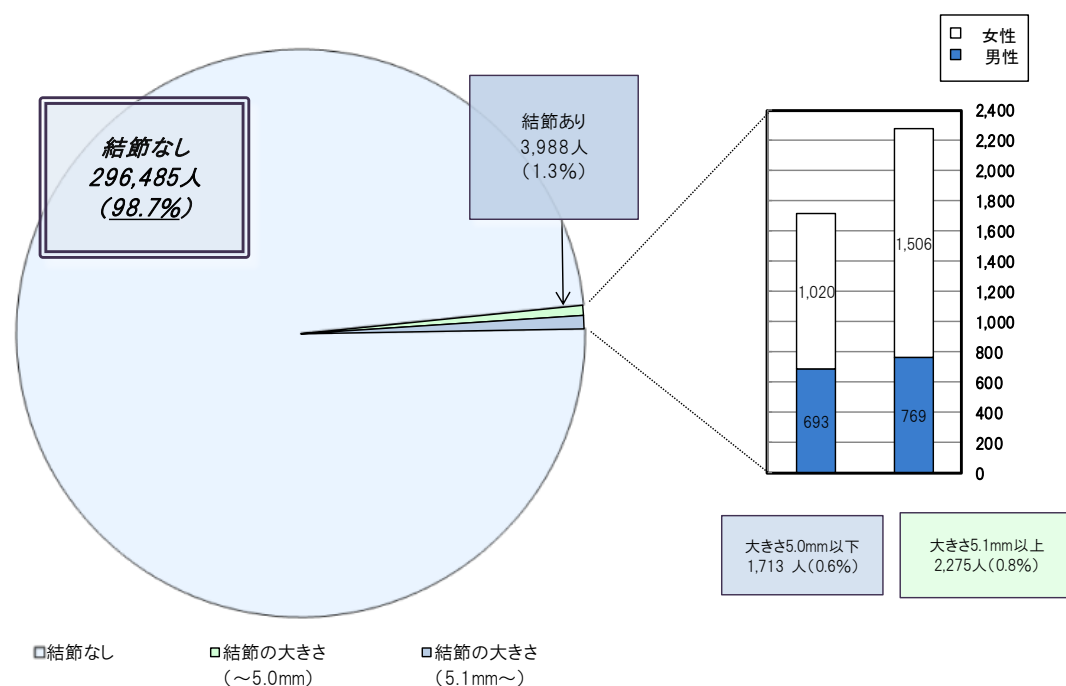 結節なし
296,485人
(98.7%)
結節あり
3,988人
(1.3%)
女性
男性
2,400
2,200
2,000
1,800
1,600
1,400
1,200
1,000
800
600
400
200
0
1,020
693
1,506
769
大きさ5.0mm以下
1,713 人(0.6%)
大きさ5.1mm以上
2,275人(0.8%)
結節なし
結節の大きさ
(～5.0mm)
結節の大きさ
(5.1mm～)